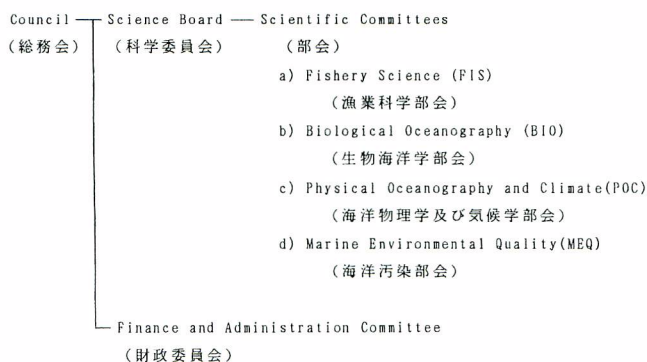 Council Science Board Scientific Committees
(総務会) (科学委員会) (部会)
a) Fishery Science (FIS)
(漁業科学部会)
b) Biological Oceanography (BIO)
(生物海洋学部会)
c) Physical Oceanography and Climate(POC)
(海洋物理学及び気候学部会)
d) Marine Environmental Quality(MEQ)
(海洋汚染部会)
Finance and Administration Committee
(財政委員会)